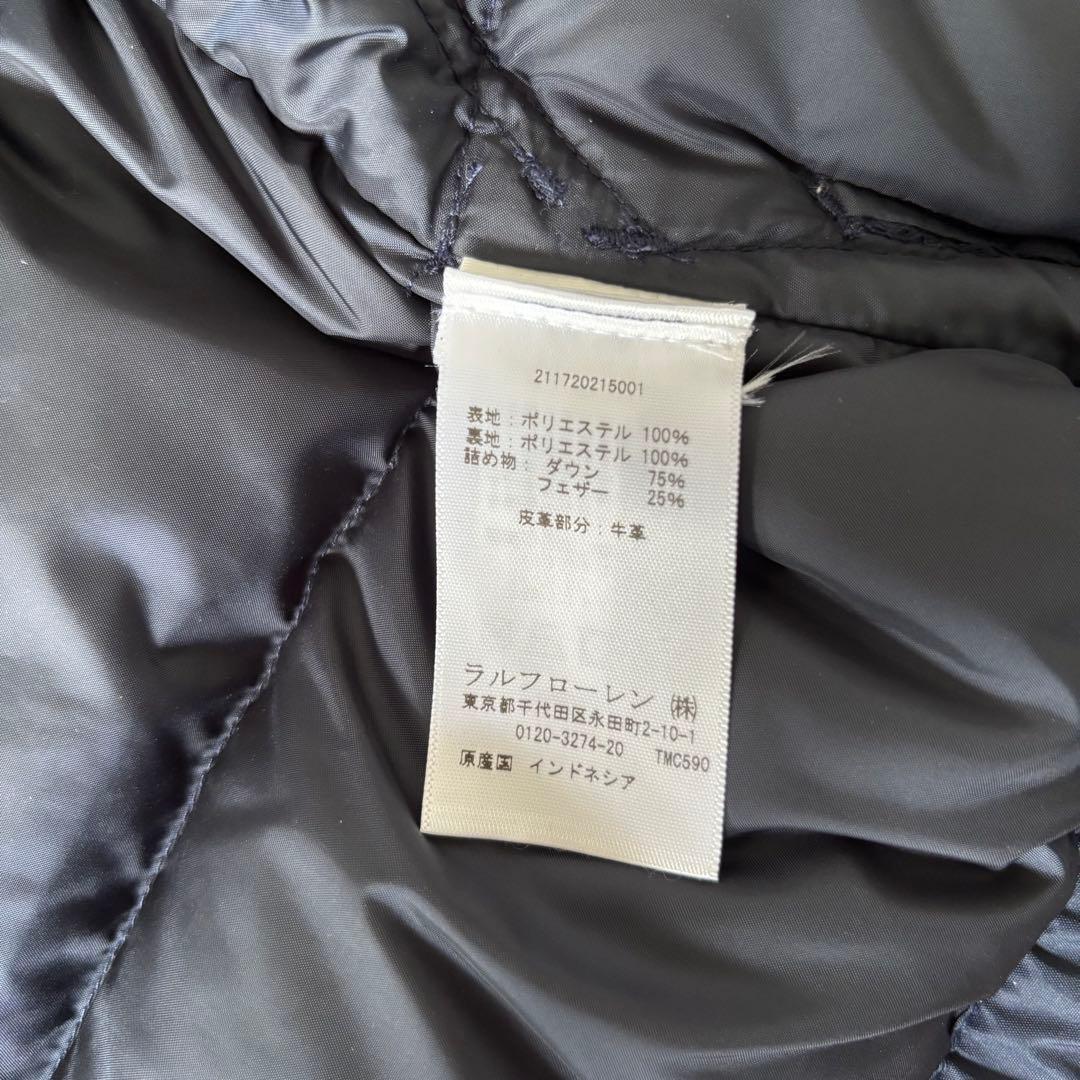 211720215001
表地：ポリエステル 100%
裏地：ポリエステル 100%
詰め物： ダウン 75%
フェザー 25%
皮革部分：牛革
ラルフローレン（株）
東京都千代田区永田町2-10-1
0120-3274-20 TMC590
原産国 インドネシア